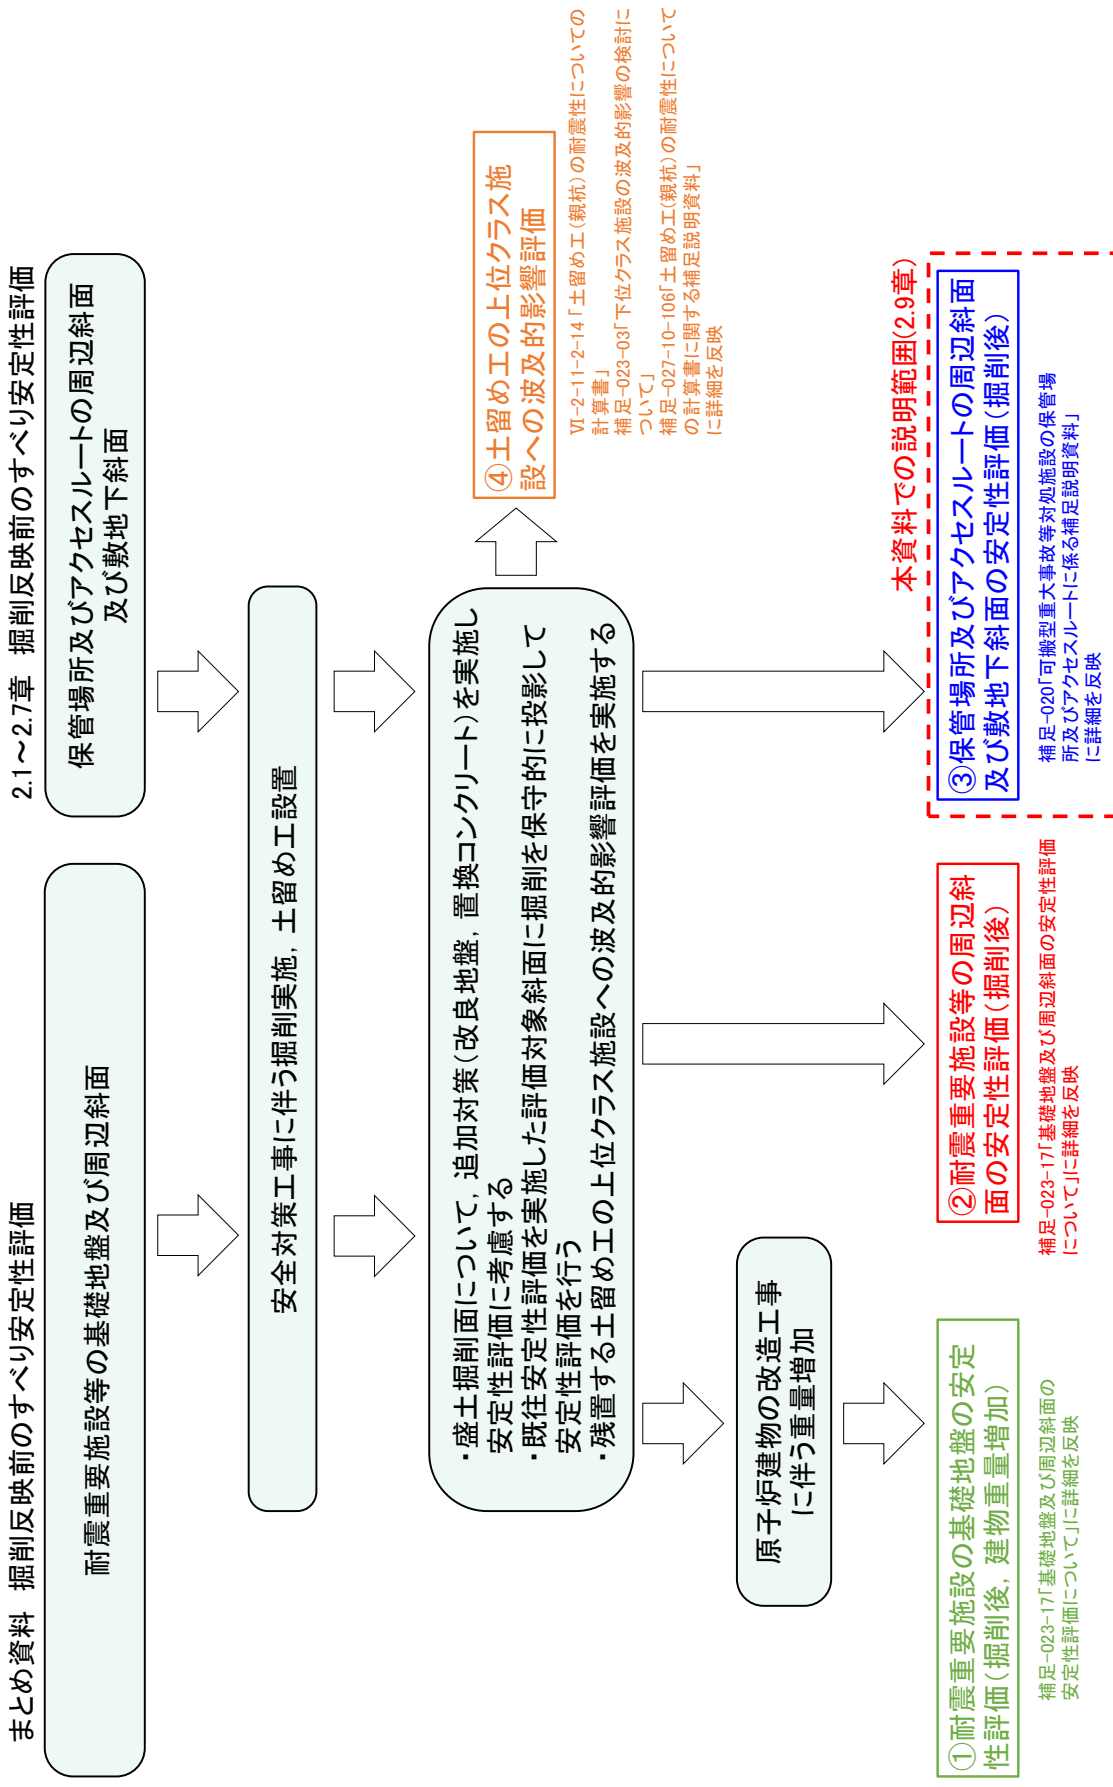 まとめ資料　掘削反映前のすべり安定性評価
耐震重要施設等の基礎地盤及び周辺斜面
2.1～2.7章　掘削反映前のすべり安定性評価
保管場所及びアクセスルートの周辺斜面
及び敷地下斜面
安全対策工事に伴う掘削実施，土留め工設置
・盛土掘削面について，追加対策（改良地盤，置換コンクリート）を実施し
安定性評価に考慮する
・既往安定性評価を実施した評価対象斜面に掘削を保守的に投影して
安定性評価を行う
・残置する土留め工の上位クラス施設への波及的影響評価を実施する
④土留め工の上位クラス施
設への波及的影響評価
Ⅵ-2-11-2-14「土留め工（親杭）の耐震性についての
計算書」
補足-023-03「下位クラス施設の波及的影響の検討に
ついて」
補足-027-10-106「土留め工（親杭）の耐震性について
の計算書に関する補足説明資料」
に詳細を反映
原子炉建物の改造工事
に伴う重量増加
①耐震重要施設の基礎地盤の安定
性評価（掘削後，建物重量増加）
補足-023-17「基礎地盤及び周辺斜面の
安定性評価について」に詳細を反映
②耐震重要施設等の周辺斜
面の安定性評価（掘削後）
補足-023-17「基礎地盤及び周辺斜面の安定性評価
について」に詳細を反映
本資料での説明範囲（2.9章）
③保管場所及びアクセスルートの周辺斜面
及び敷地下斜面の安定性評価（掘削後）
補足-020「可搬型重大事故等対処施設の保管場
所及びアクセスルートに係る補足説明資料」
に詳細を反映